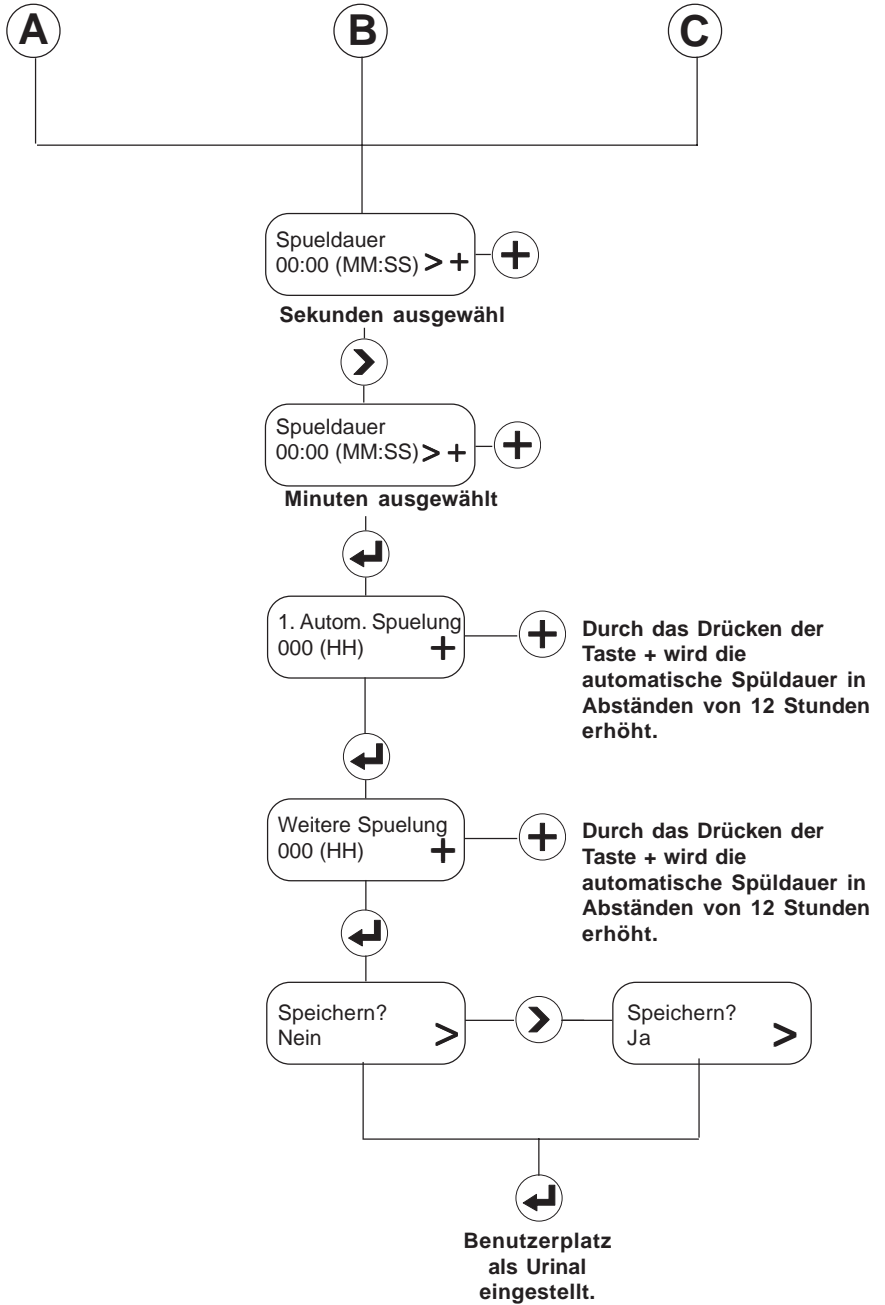 A
B
C
Spueldauer
00:00 (MM:SS) > +
+
Sekunden ausgewähl
>
Spueldauer
00:00 (MM:SS) > +
+
Minuten ausgewählt
1. Autom. Spuelung
000 (HH) +
+
Durch das Drücken der
Taste + wird die
automatische Spüldauer in
Abständen von 12 Stunden
erhöht.
Weitere Spuelung
000 (HH) +
+
Durch das Drücken der
Taste + wird die
automatische Spüldauer in
Abständen von 12 Stunden
erhöht.
Speichern?
Nein >
>
Speichern?
Ja >
Benutzerplatz
als Urinal
eingestellt.